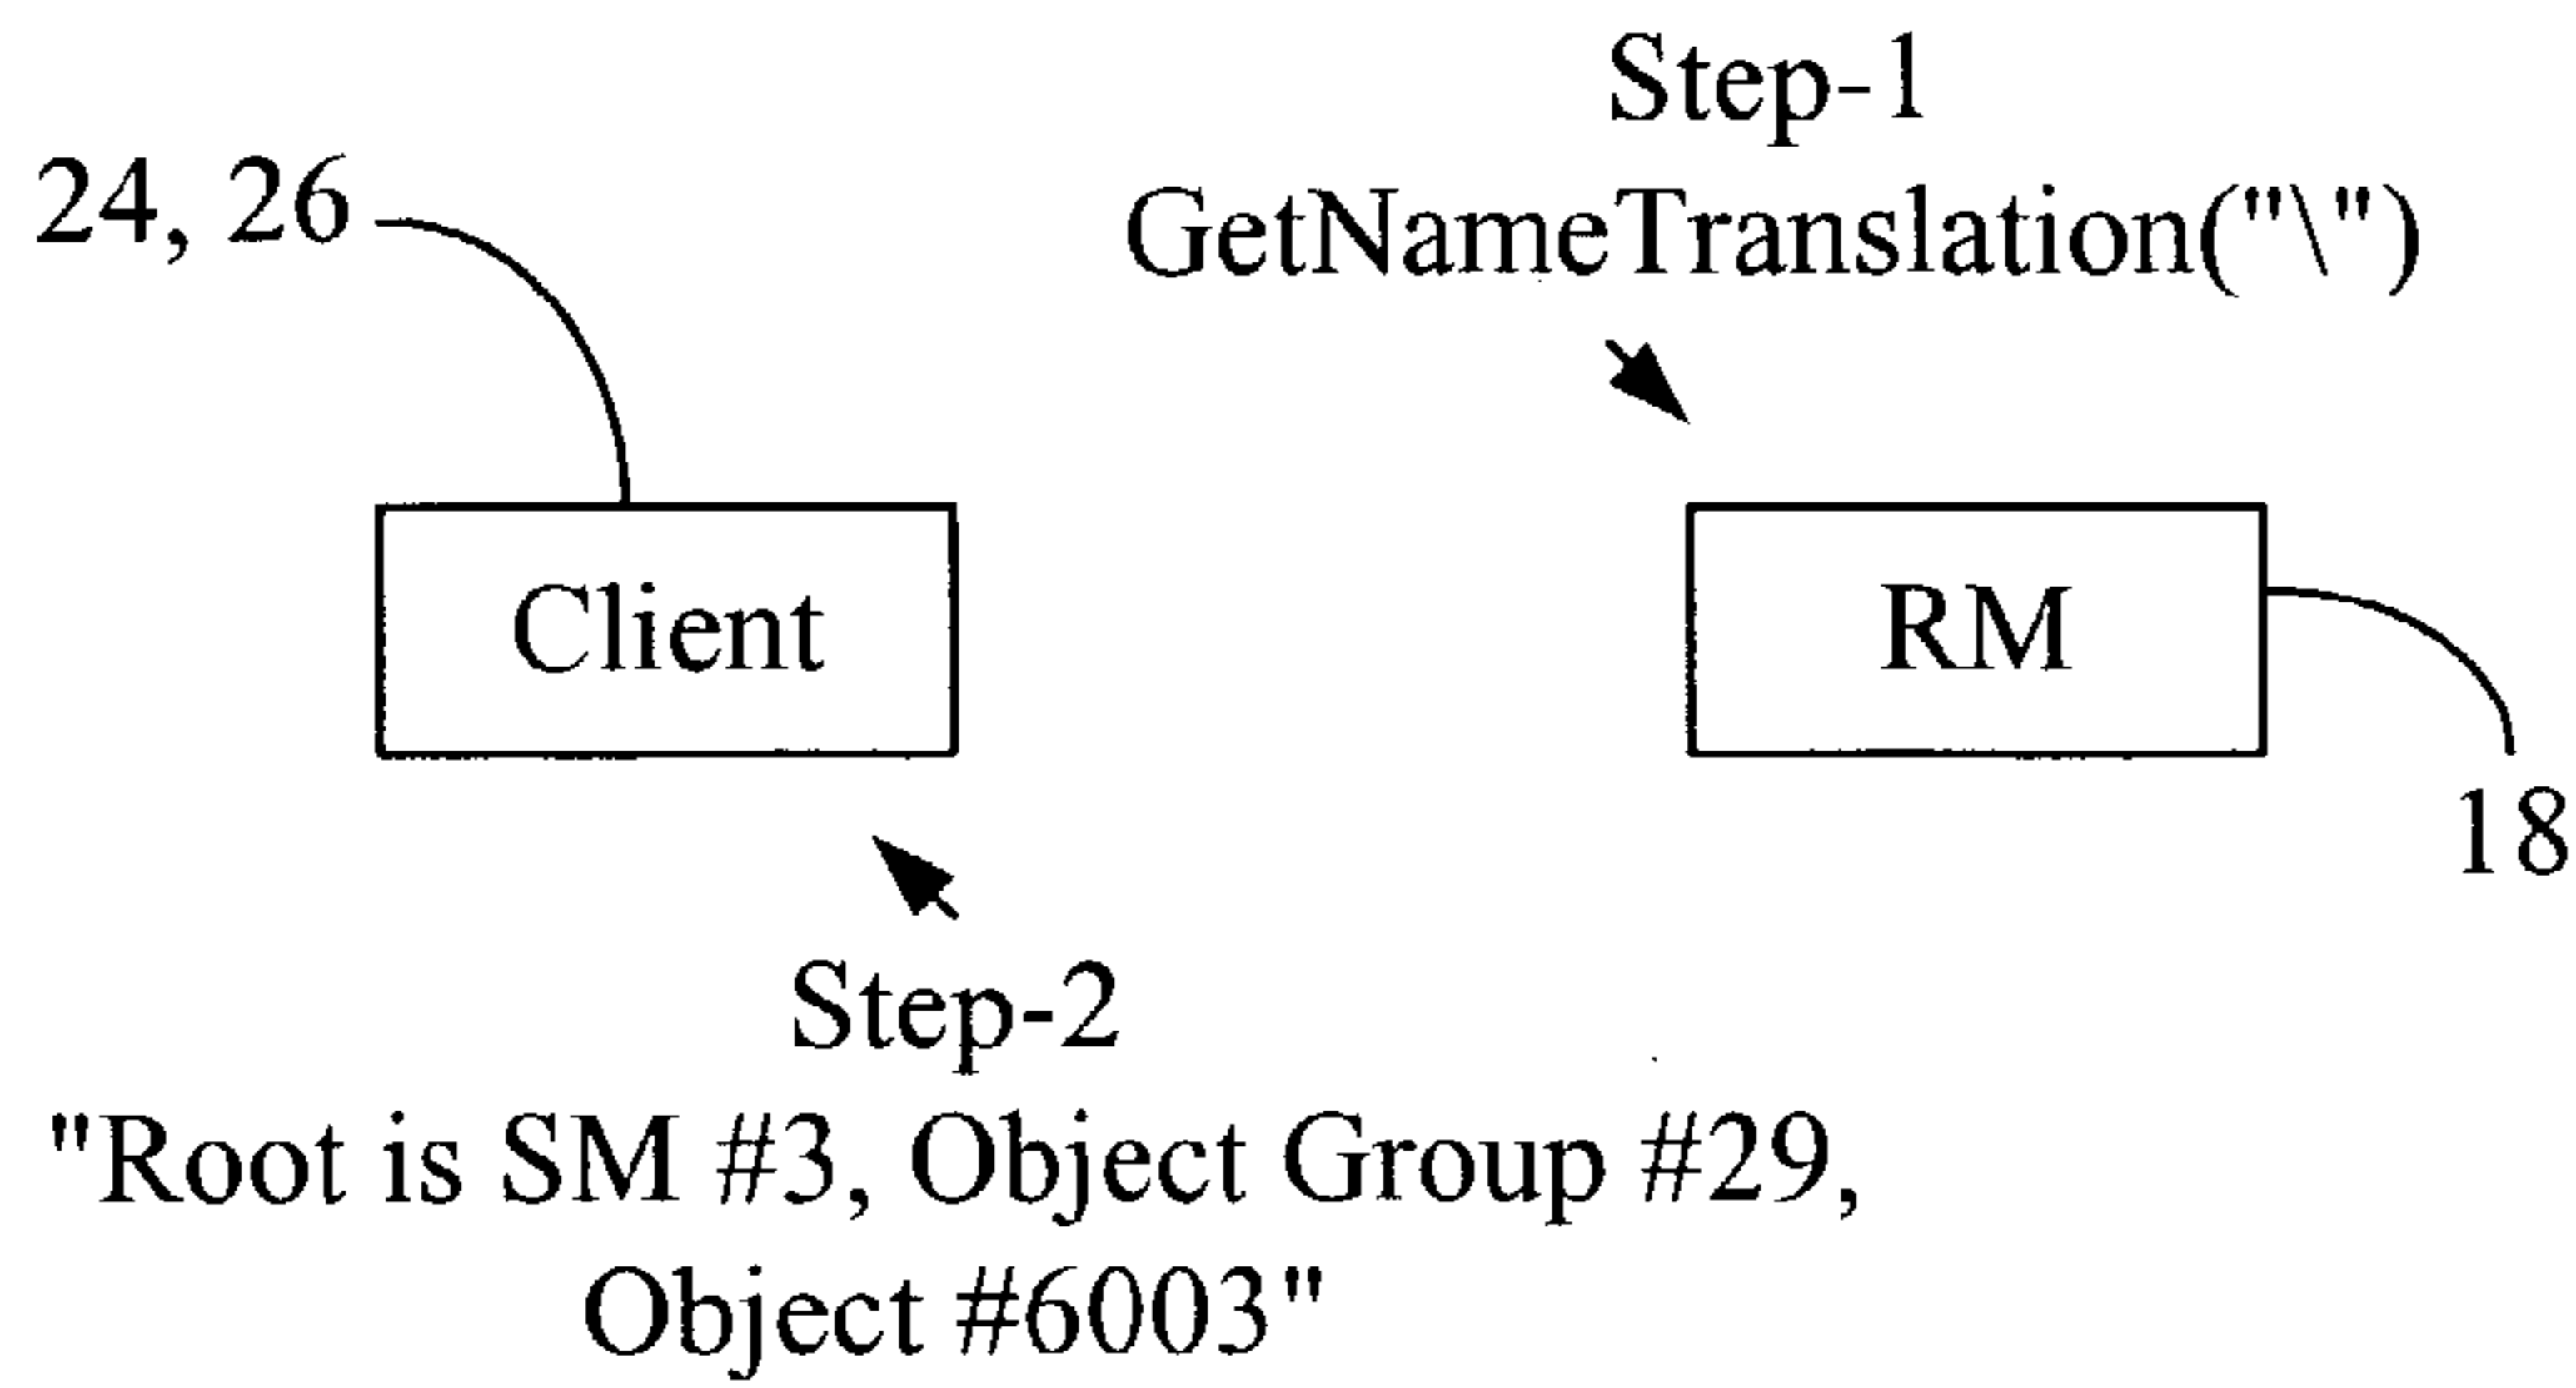 Step-1
24, 26
GetNameTranslation("\")
Client
RM
18
Step-2
"Root is SM #3, Object Group #29,
Object #6003"